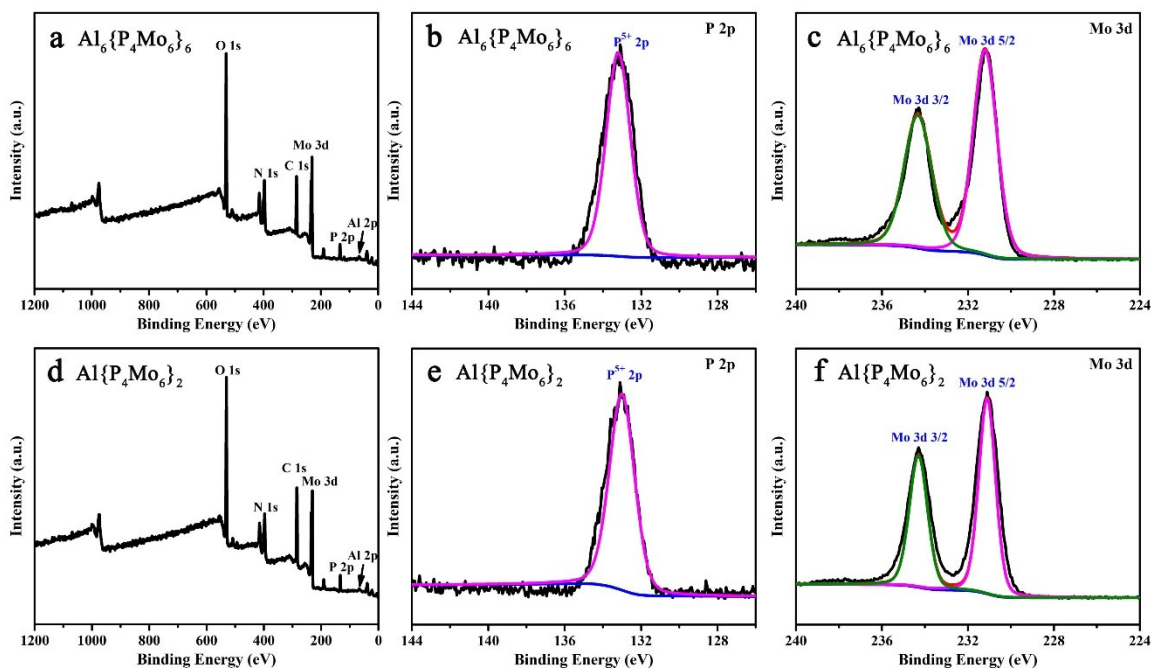 a Al₆{P₄Mo₆}₆
O 1s
Mo 3d
C 1s
N 1s
Al 2p
P 2p
Intensity (a.u.)
1200 1000 800 600 400 200 0
Binding Energy (eV)
b Al₆{P₄Mo₆}₆
P 2p
P⁵⁺ 2p
Intensity (a.u.)
144 140 136 132 128
Binding Energy (eV)
c Al₆{P₄Mo₆}₆
Mo 3d
Mo 3d 5/2
Mo 3d 3/2
Intensity (a.u.)
240 236 232 228 224
Binding Energy (eV)
d Al{P₄Mo₆}₂
O 1s
C 1s
Mo 3d
N 1s
Al 2p
P 2p
Intensity (a.u.)
1200 1000 800 600 400 200 0
Binding Energy (eV)
e Al{P₄Mo₆}₂
P 2p
P⁵⁺ 2p
Intensity (a.u.)
144 140 136 132 128
Binding Energy (eV)
f Al{P₄Mo₆}₂
Mo 3d
Mo 3d 5/2
Mo 3d 3/2
Intensity (a.u.)
240 236 232 228 224
Binding Energy (eV)